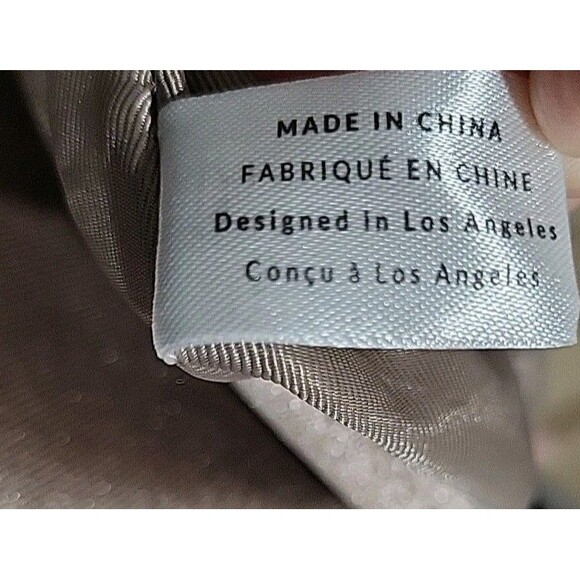 MADE IN CHINA
FABRIQUÉ EN CHINE
Designed in Los Angeles
Conçu à Los Angeles